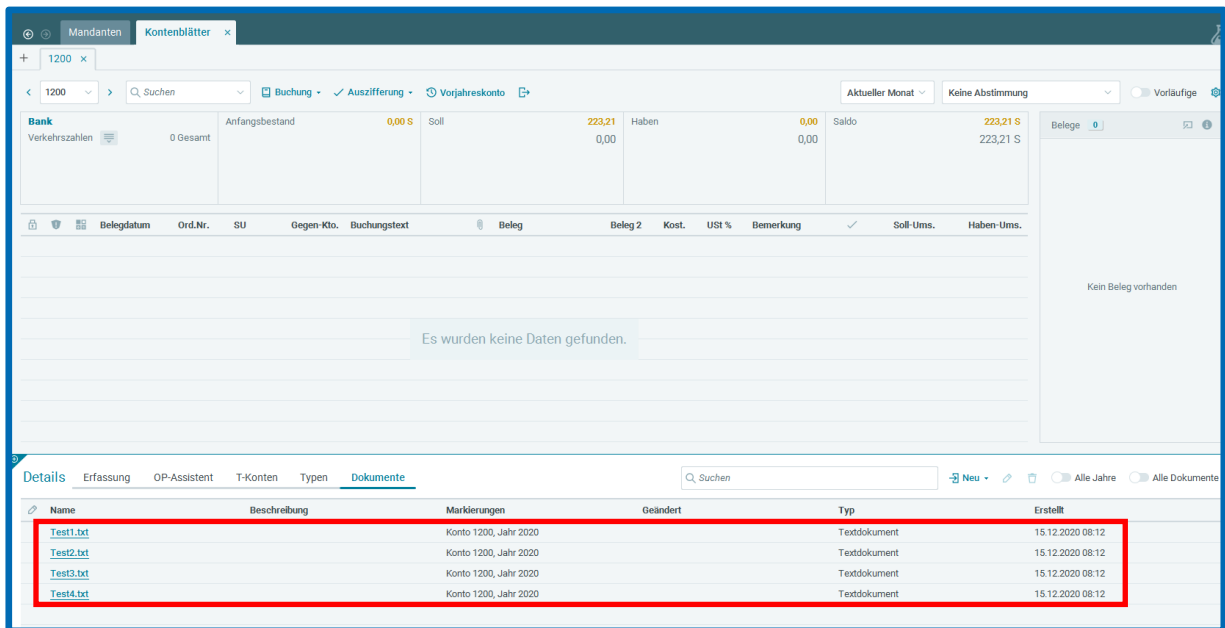 Mandanten Kontenblätter ×
+ 1200 ×
1200 Suchen Buchung Auszifferung Vorjahreskonto Aktueller Monat Keine Abstimmung Vorläufige
Bank Anfangsbestand 0,00 S Soll 223,21 Haben 0,00 Saldo 223,21 S Belege 0
Verkehrszahlen 0 Gesamt 0,00 0,00 223,21 S
Belegdatum Ord.Nr. SU Gegen-Kto. Buchungstext Beleg Beleg 2 Kost. USt % Bemerkung Soll-Ums. Haben-Ums.
Kein Beleg vorhanden
Es wurden keine Daten gefunden.
Details Erfassung OP-Assistent T-Konten Typen Dokumente Suchen Neu Alle Jahre Alle Dokumente
Name Beschreibung Markierungen Geändert Typ Erstellt
Test1.txt Konto 1200, Jahr 2020 Textdokument 15.12.2020 08:12
Test2.txt Konto 1200, Jahr 2020 Textdokument 15.12.2020 08:12
Test3.txt Konto 1200, Jahr 2020 Textdokument 15.12.2020 08:12
Test4.txt Konto 1200, Jahr 2020 Textdokument 15.12.2020 08:12